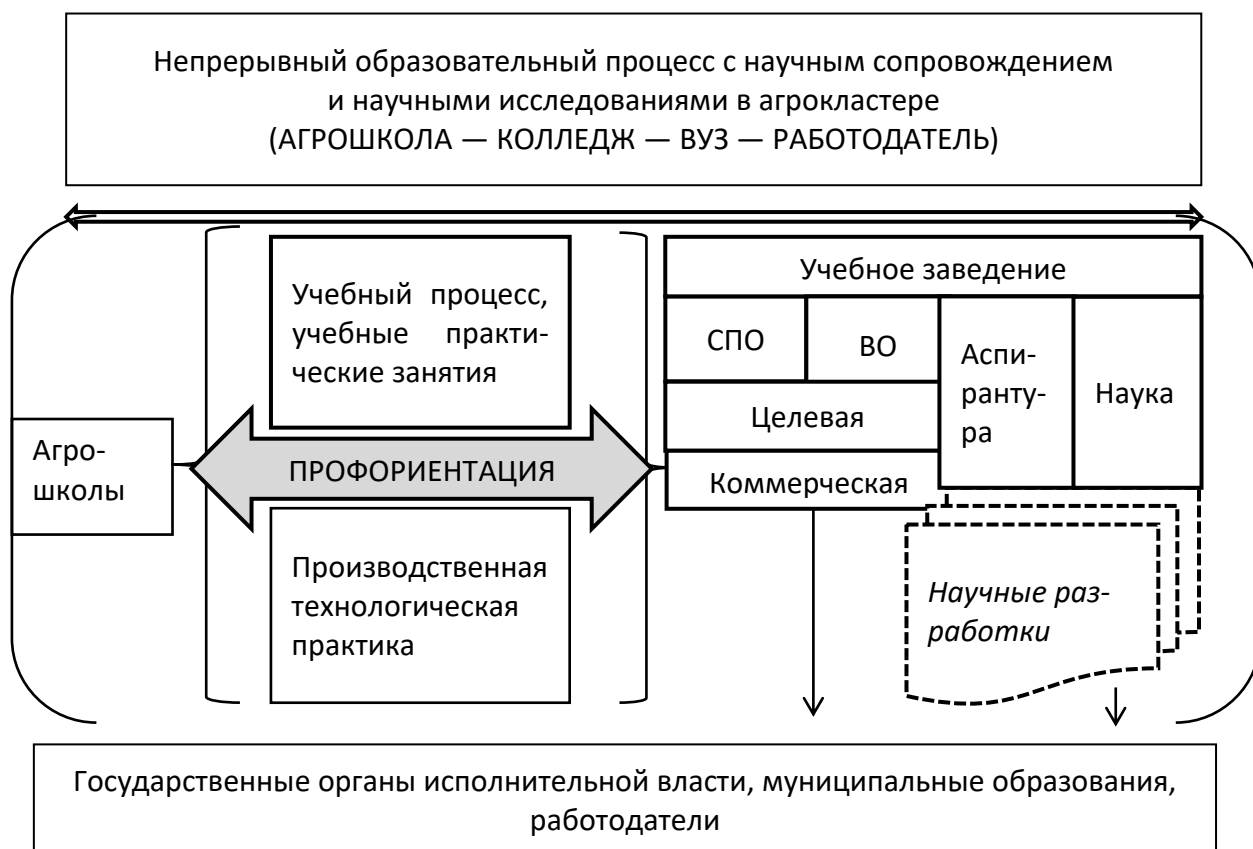 Непрерывный образовательный процесс с научным сопровождением
и научными исследованиями в агрокластере
(АГРОШКОЛА — КОЛЛЕДЖ — ВУЗ — РАБОТОДАТЕЛЬ)
Агро-
школы
Учебный процесс,
учебные практи-
ческие занятия
ПРОФОРИЕНТАЦИЯ
Производственная
технологическая
практика
Учебное заведение
СПО
ВО
Аспи-
ранту-
ра
Наука
Целевая
Коммерческая
Научные раз-
работки
Государственные органы исполнительной власти, муниципальные образования,
работодатели